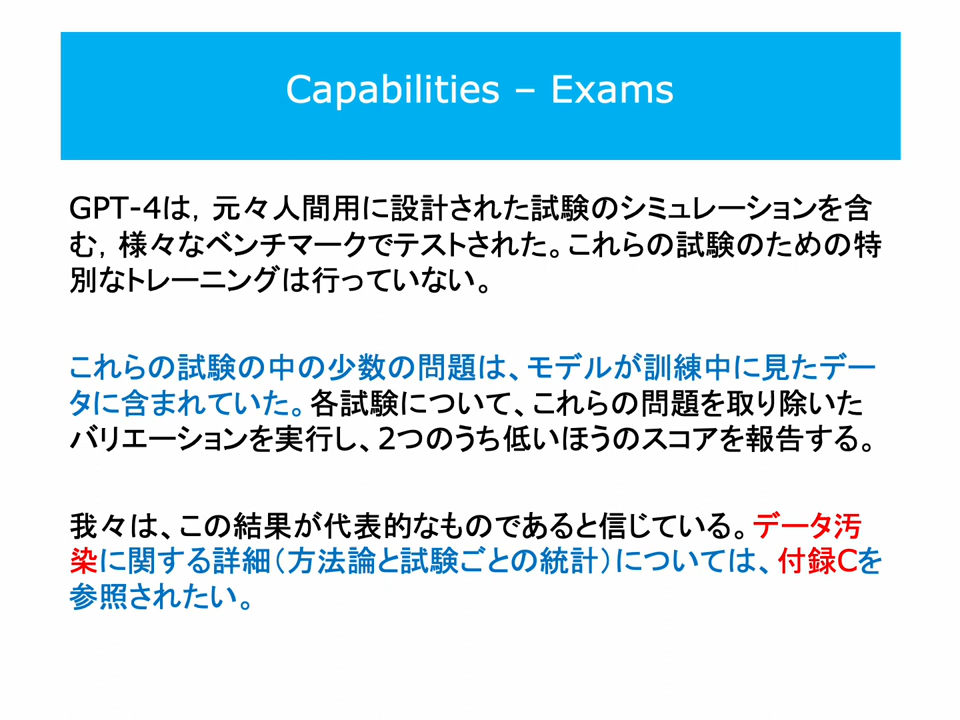 Capabilities – Exams
GPT-4は，元々人間用に設計された試験のシミュレーションを含
む，様々なベンチマークでテストされた。これらの試験のための特
別なトレーニングは行っていない。
これらの試験の中の少数の問題は、モデルが訓練中に見たデー
タに含まれていた。各試験について、これらの問題を取り除いた
バリエーションを実行し、2つのうち低いほうのスコアを報告する。
我々は、この結果が代表的なものであると信じている。データ汚
染に関する詳細（方法論と試験ごとの統計）については、付録Cを
参照されたい。